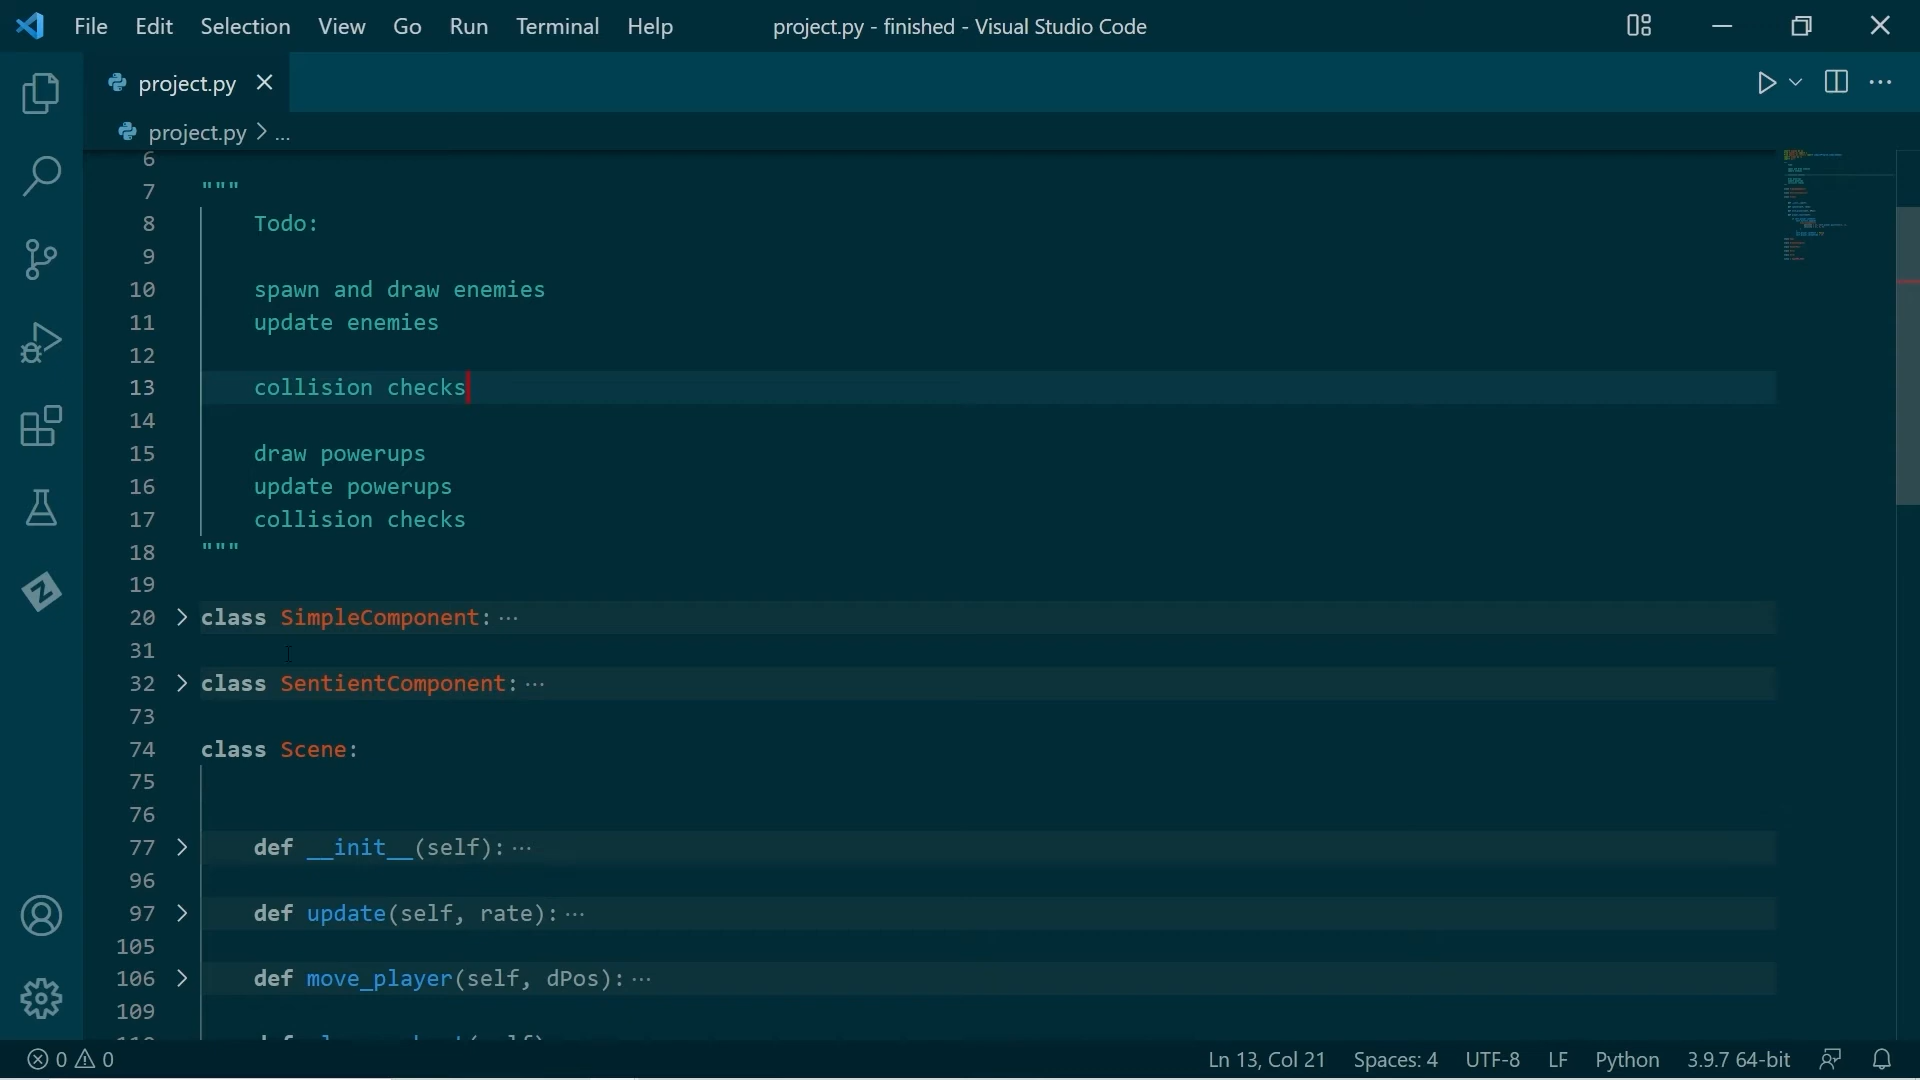 File Edit Selection View Go Run Terminal Help project.py - finished - Visual Studio Code
project.py
project.py > ...
6
7 """
8 Todo:
9
10 spawn and draw enemies
11 update enemies
12
13 collision checks
14
15 draw powerups
16 update powerups
17 collision checks
18 """
19
20 class SimpleComponent: ...
31
32 class SentientComponent: ...
73
74 class Scene:
75
76
77 def __init__(self): ...
96
97 def update(self, rate): ...
105
106 def move_player(self, dPos): ...
109
0 0 Ln 13, Col 21 Spaces: 4 UTF-8 LF Python 3.9.7 64-bit